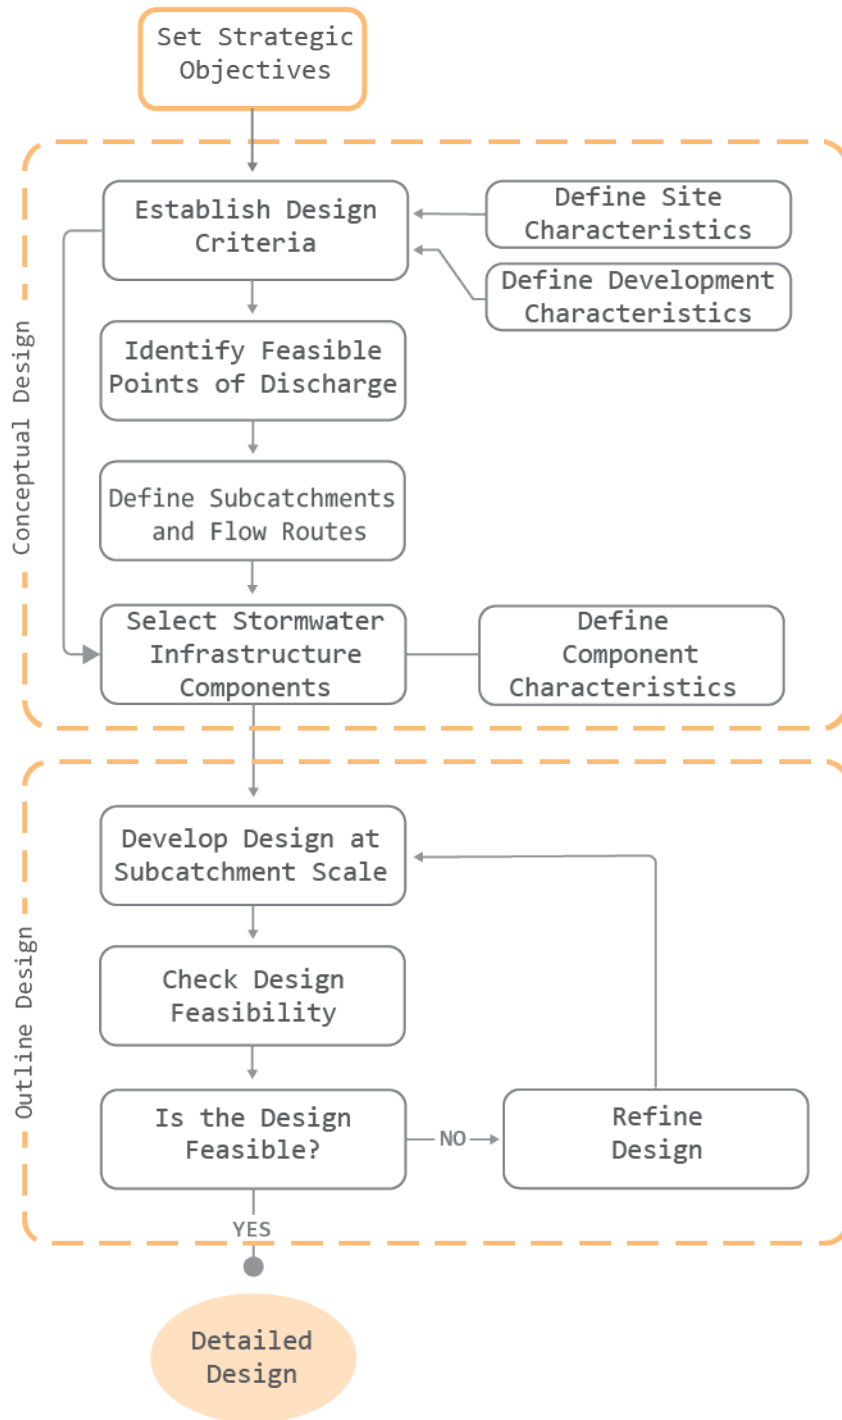 Set Strategic
Objectives
Establish Design
Criteria
Define Site
Characteristics
Define Development
Characteristics
Identify Feasible
Points of Discharge
Define Subcatchments
and Flow Routes
Conceptual Design
Select Stormwater
Infrastructure
Components
Define
Component
Characteristics
Develop Design at
Subcatchment Scale
Check Design
Feasibility
Outline Design
Is the Design
Feasible?
NO
Refine
Design
YES
Detailed
Design